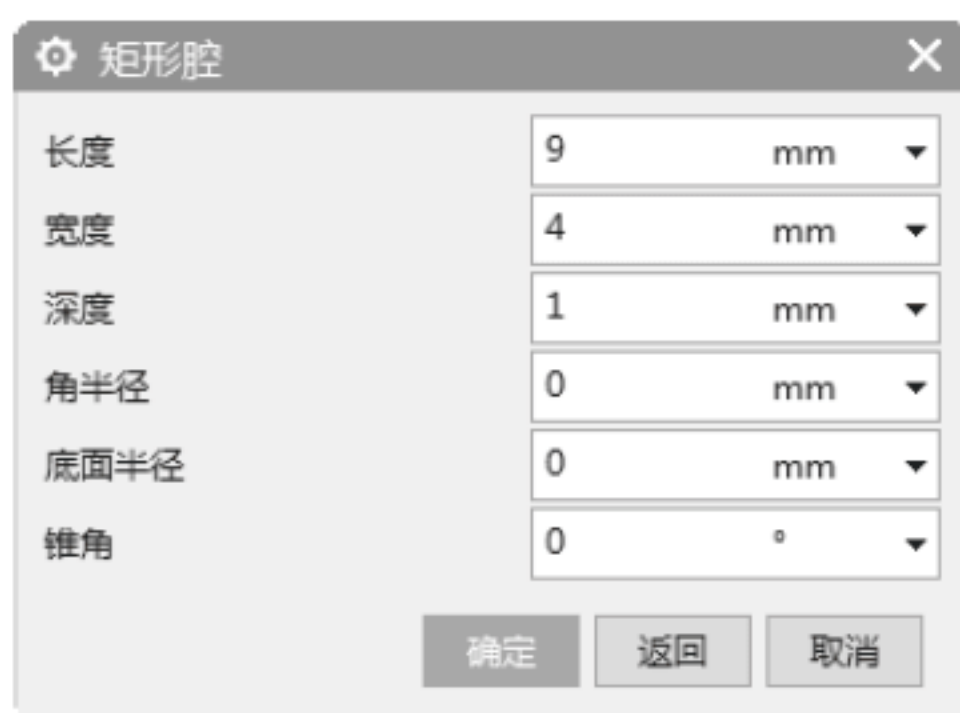 矩形腔
长度 9 mm
宽度 4 mm
深度 1 mm
角半径 0 mm
底面半径 0 mm
锥角 0 °
确定 返回 取消